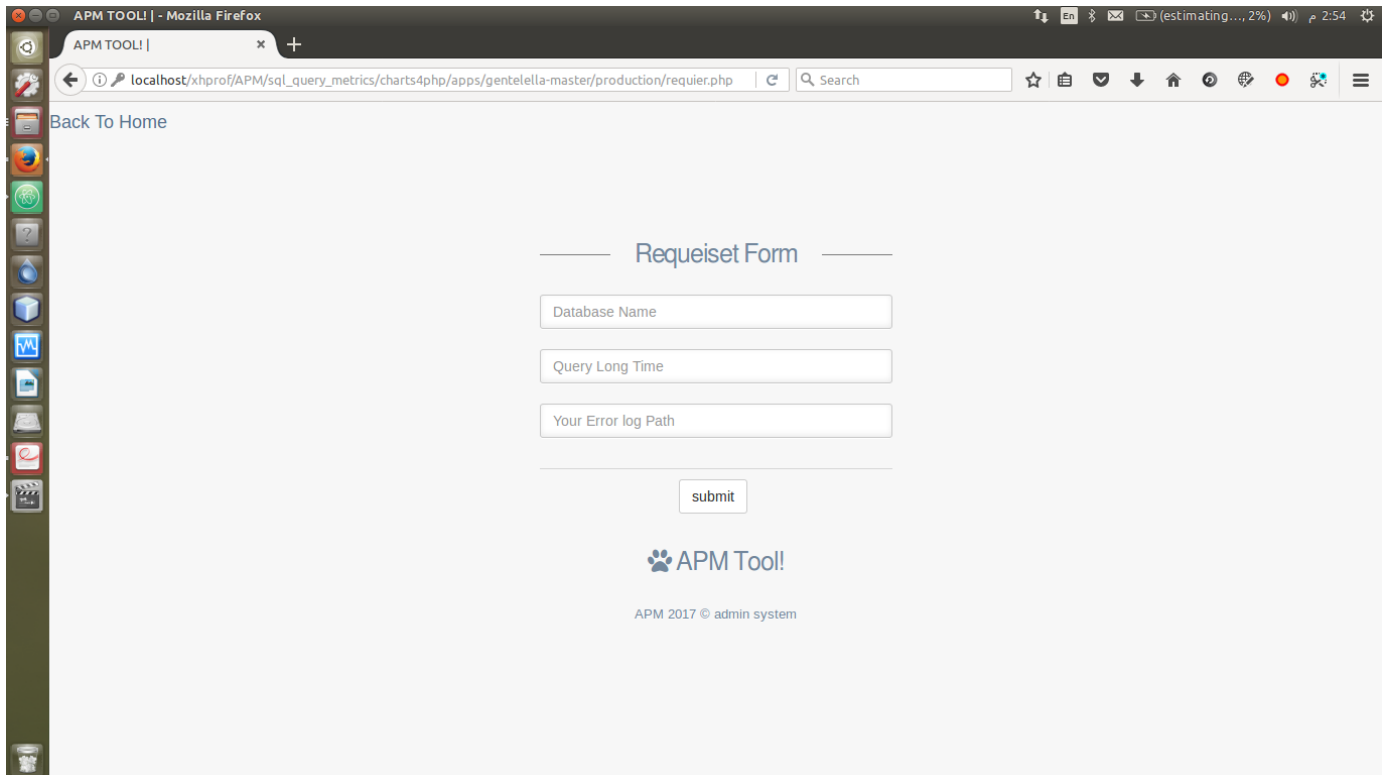 APM TOOL! | - Mozilla Firefox
En (estimating..., 2%) 2:54 م
APM TOOL! |
localhost/xhprof/APM/sql_query_metrics/charts4php/apps/gentelella-master/production/requier.php
Search
Back To Home
Requeiset Form
Database Name
Query Long Time
Your Error log Path
submit
APM Tool!
APM 2017 © admin system